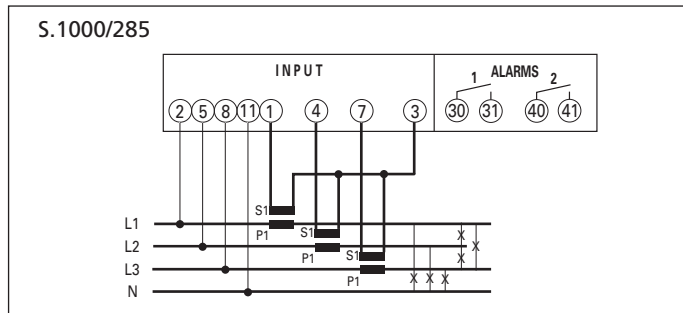 S.1000/285
INPUT
1 ALARMS 2
2 5 8 11 1 4 7 3 30 31 40 41
S1
L1
P1 S1
L2
P1 S1
L3
P1
N
X
X X
X X X